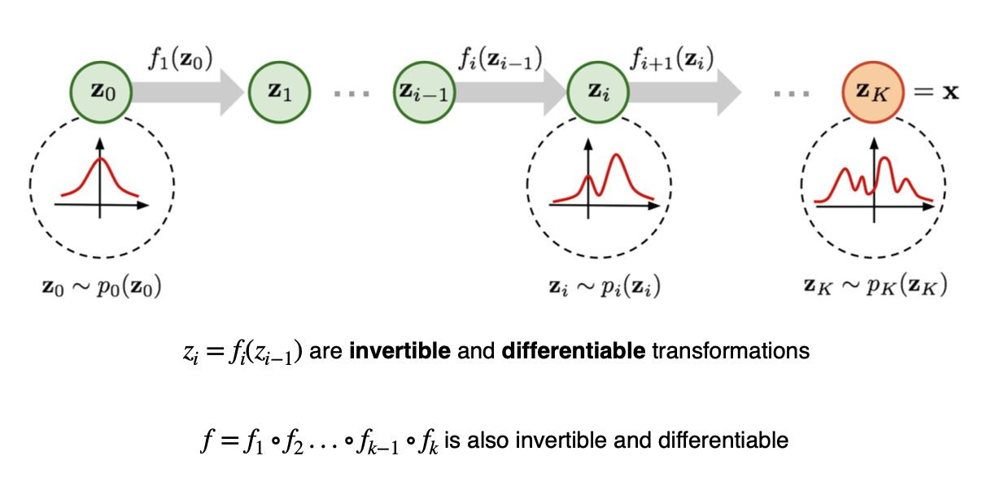 f₁(z₀) fᵢ(zᵢ₋₁) fᵢ₊₁(zᵢ)
z₀ z₁ ... zᵢ₋₁ zᵢ ... z_K = x
z₀ ~ p₀(z₀) zᵢ ~ pᵢ(zᵢ) z_K ~ p_K(z_K)
zᵢ = fᵢ(zᵢ₋₁) are invertible and differentiable transformations
f = f₁ ∘ f₂ . . . ∘ fₖ₋₁ ∘ fₖ is also invertible and differentiable